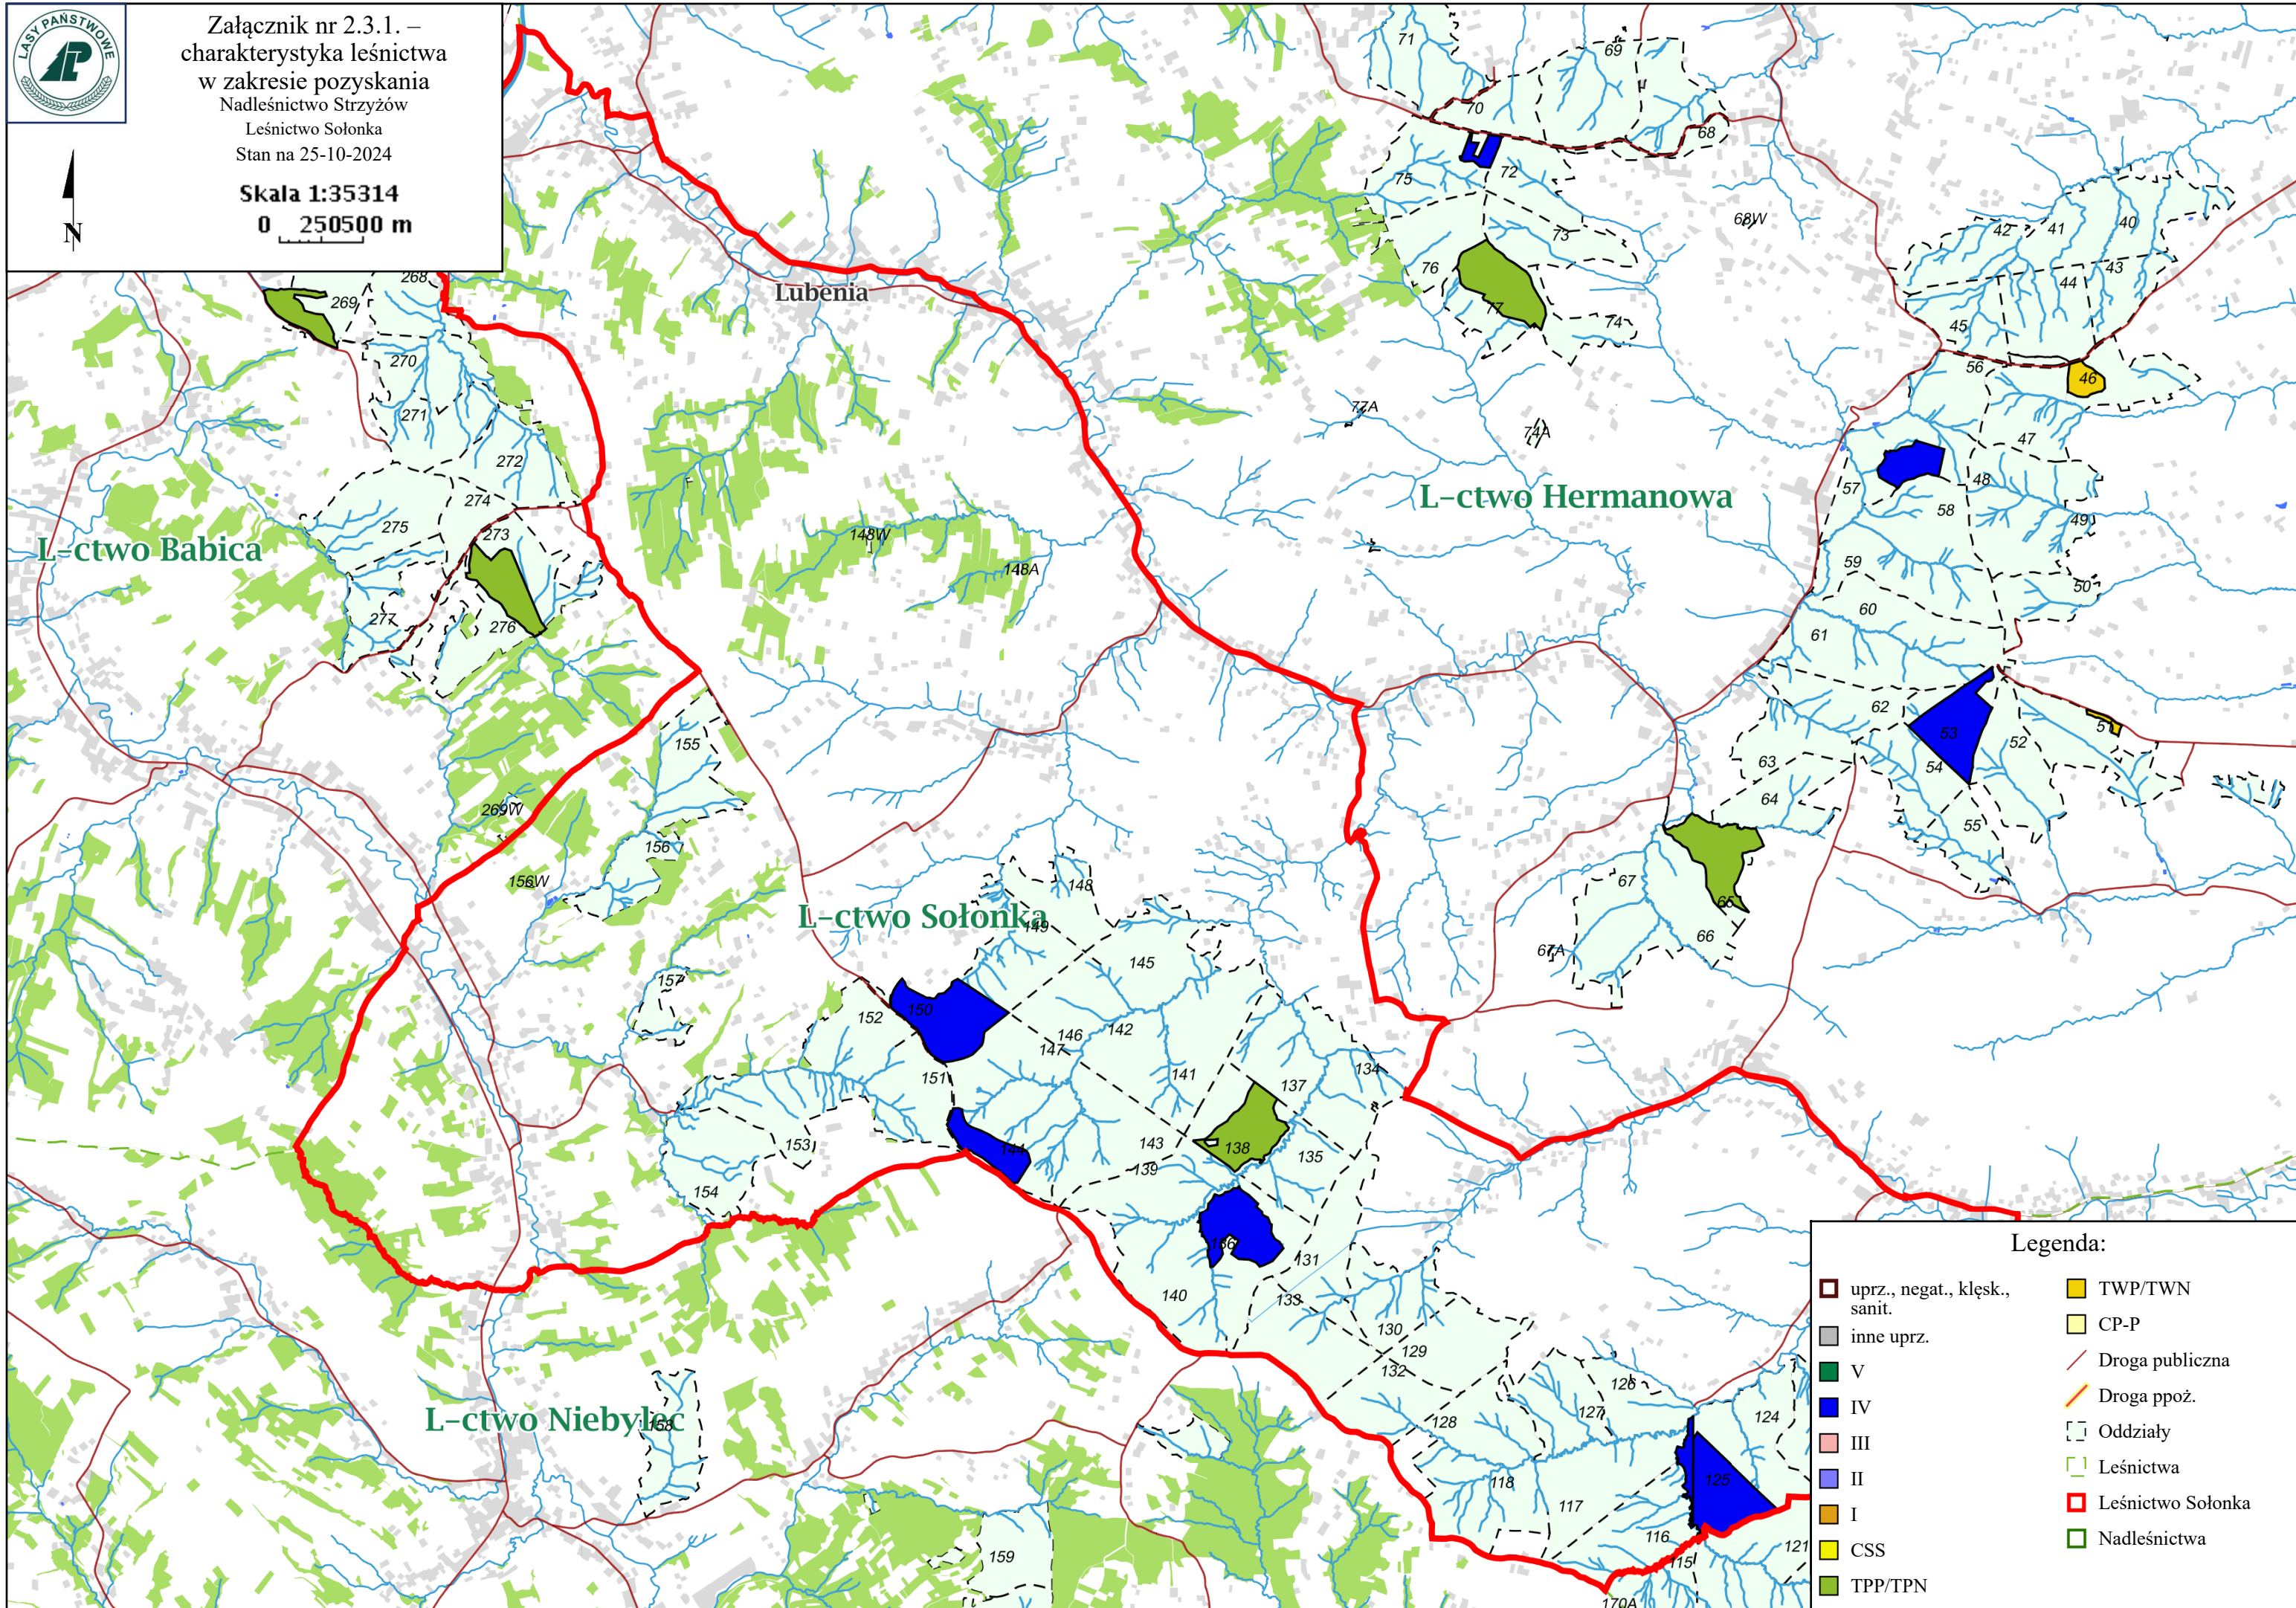 LASY PAŃSTWOWE
Załącznik nr 2.3.1. –
charakterystyka leśnictwa
w zakresie pozyskania
Nadleśnictwo Strzyżów
Leśnictwo Sołonka
Stan na 25-10-2024
Skala 1:35314
0 250500 m
N
71
69
70
68
75
72
68W
73
76
77
74
42
41
40
43
44
45
56
46
268
269
Lubenia
270
271
272
77A
74A
47
L-ctwo Hermanowa
57
48
58
49
274
275
273
L-ctwo Babica
148W
148A
59
50
60
277
276
61
62
155
53
52
51
54
63
64
55
269W
156
156W
148
67
65
L-ctwo Sołonka
149
66
67A
145
157
150
152
146
142
147
151
141
137
134
153
143
144
138
135
139
154
136
131
140
133
130
129
132
126
127
128
124
L-ctwo Niebylec
158
118
125
117
116
115
121
159
170A
Legenda:
uprz., negat., klęsk.,
sanit.
inne uprz.
V
IV
III
II
I
CSS
TPP/TPN
TWP/TWN
CP-P
Droga publiczna
Droga ppoż.
Oddziały
Leśnictwa
Leśnictwo Sołonka
Nadleśnictwa